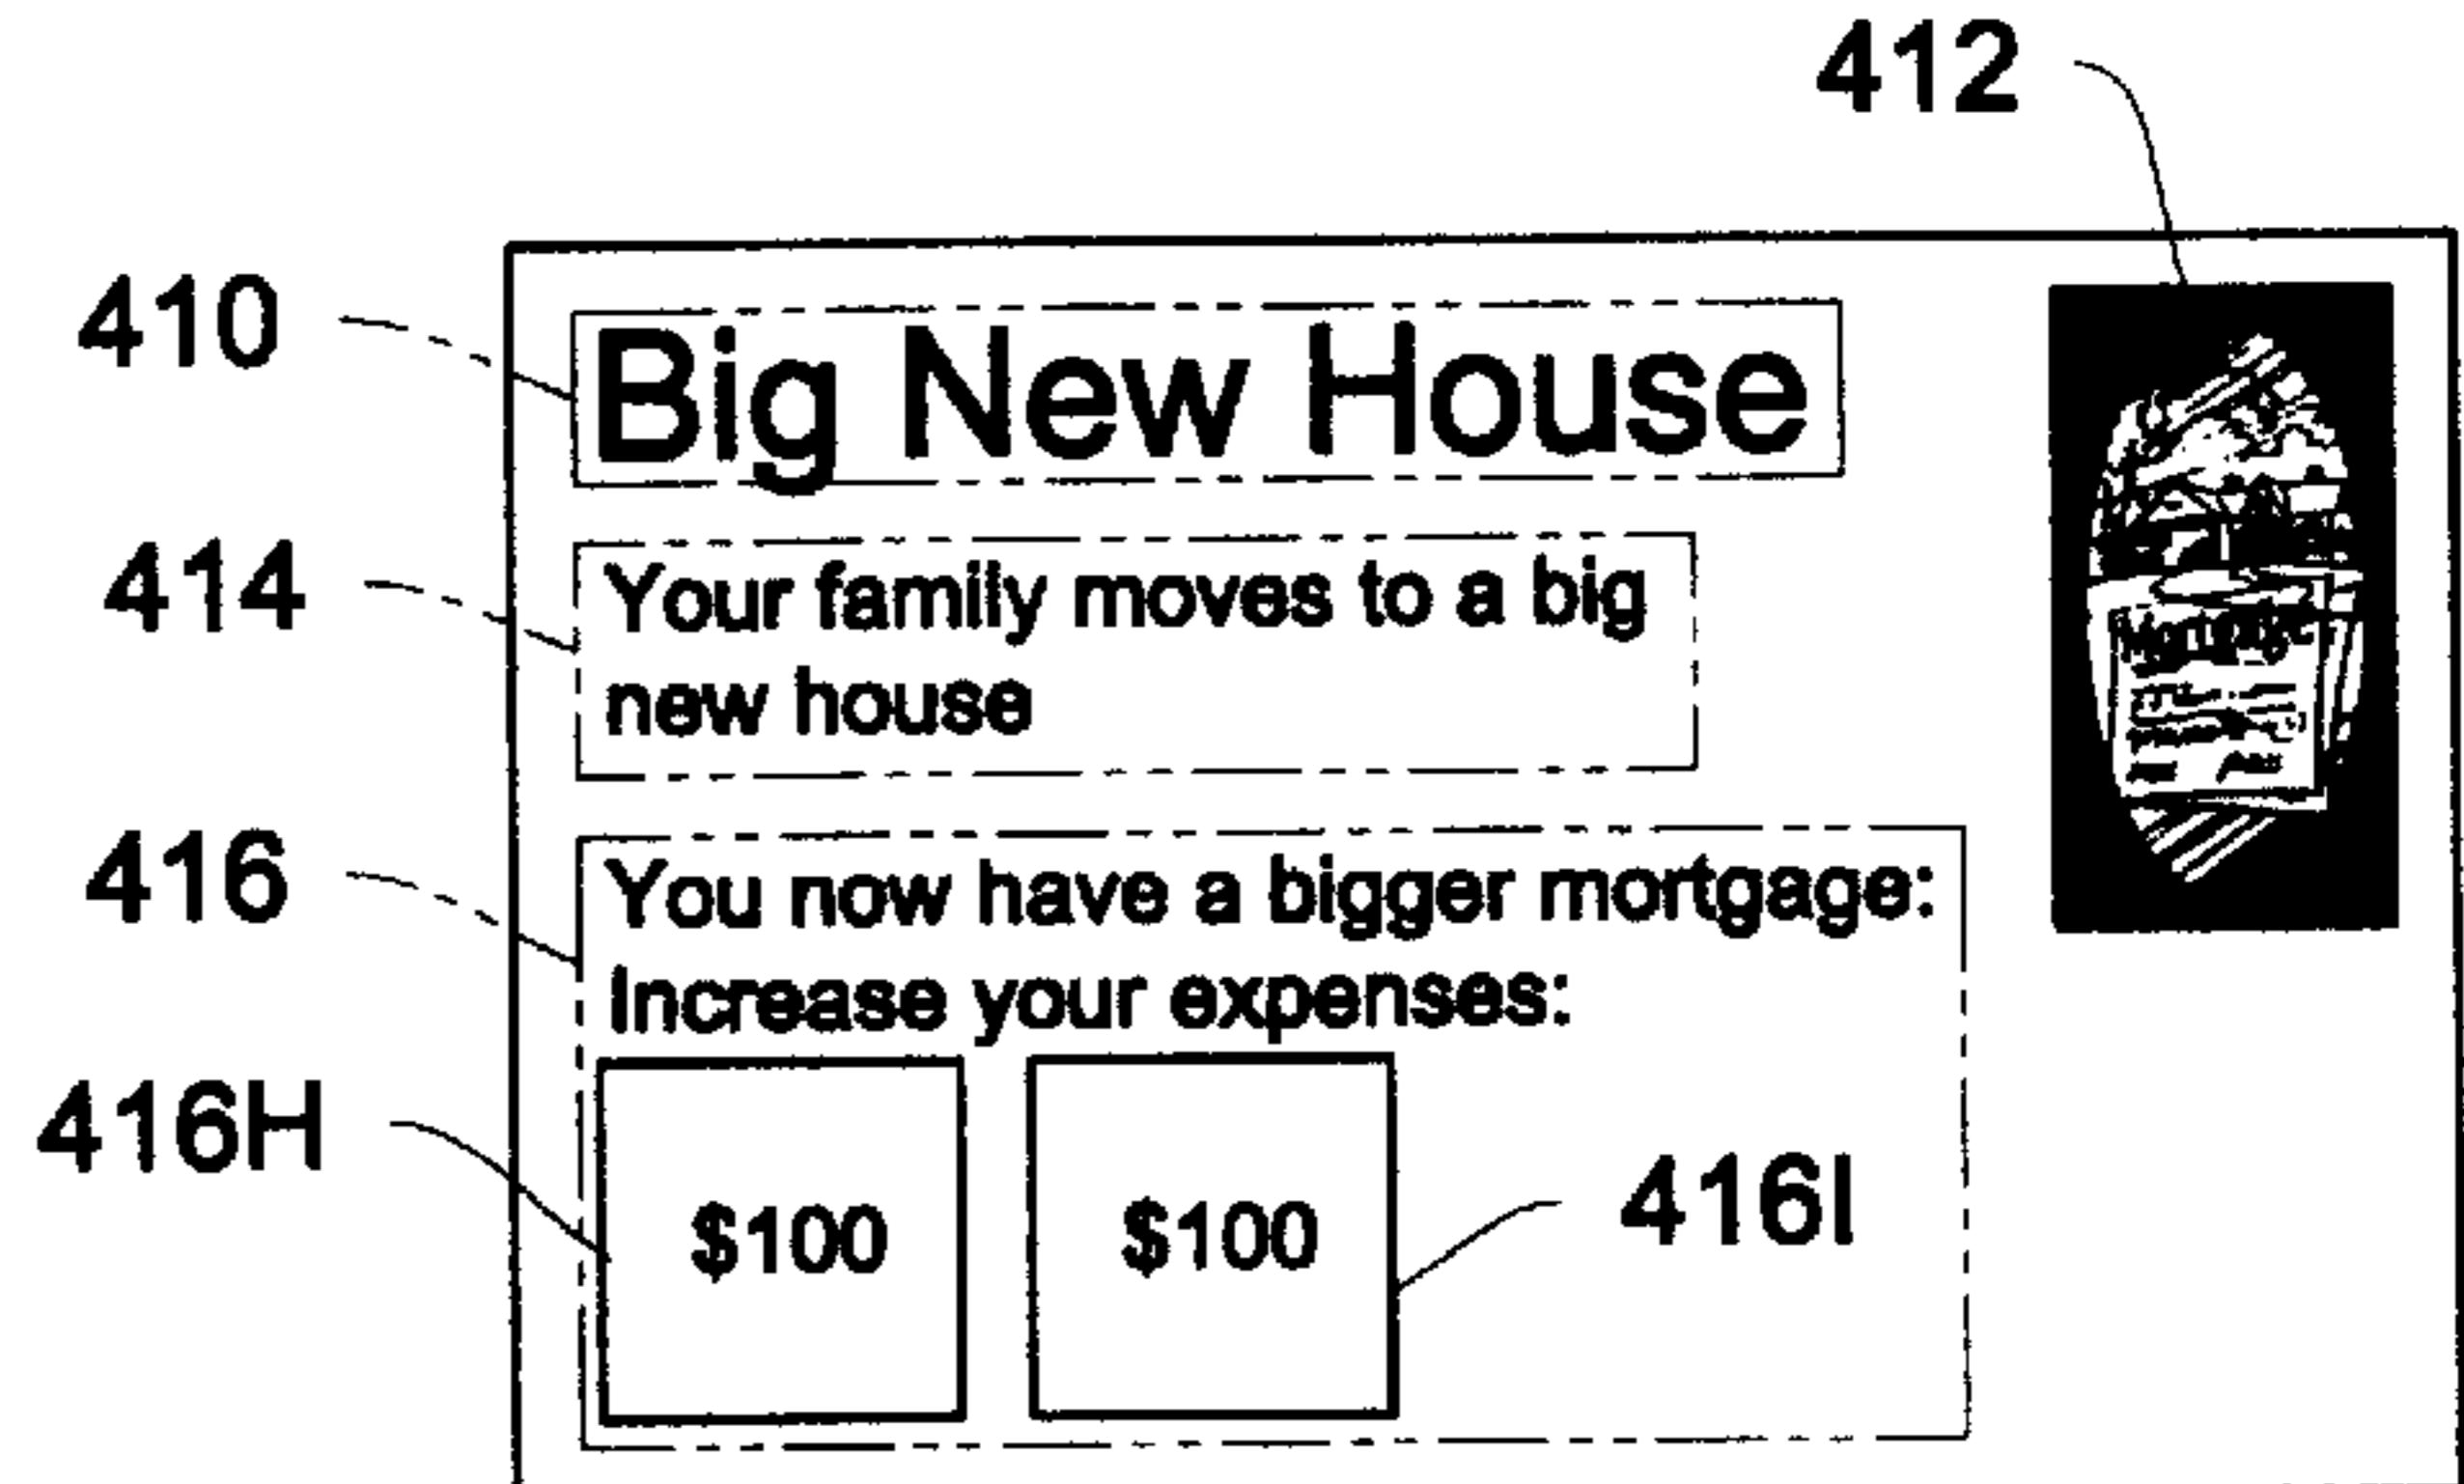 412
410
Big New House
414
Your family moves to a big
new house
416
You now have a bigger mortgage:
Increase your expenses:
416H
$100 $100
416I